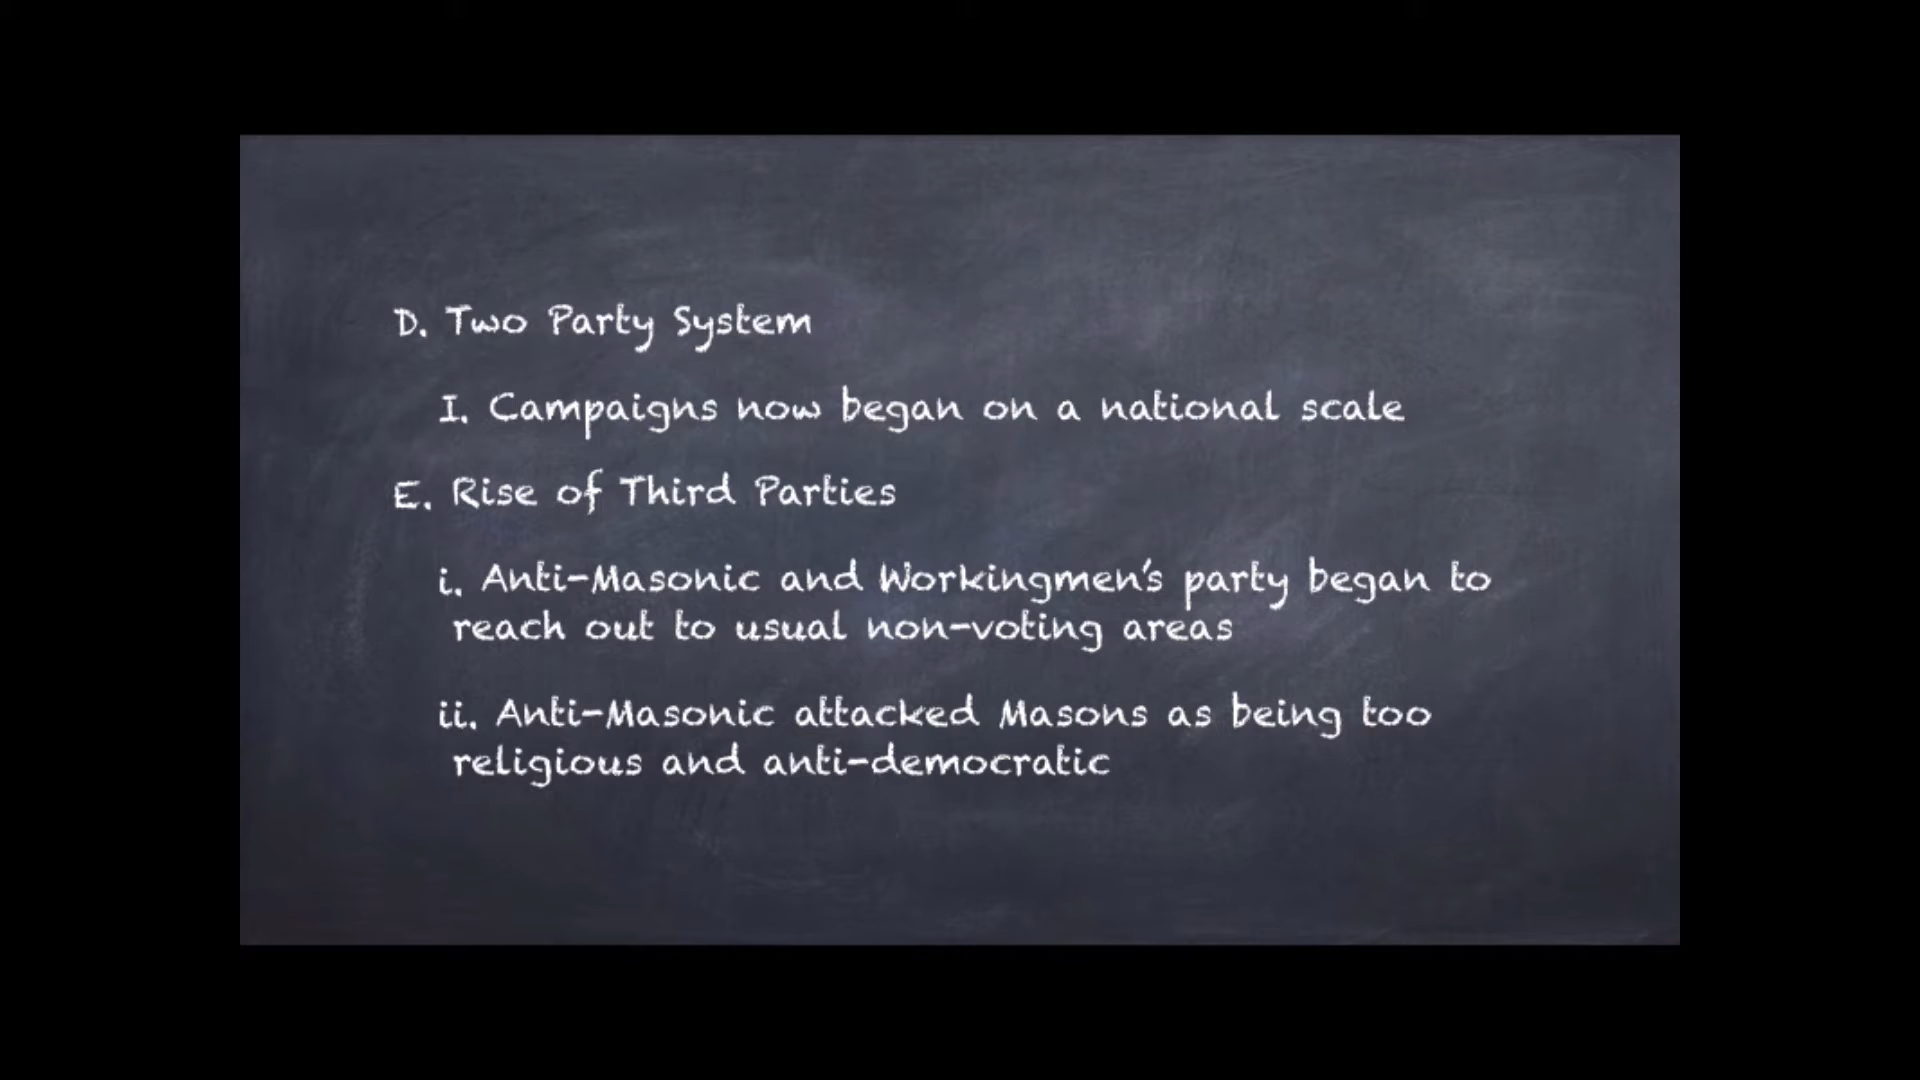 D. Two Party System
I. Campaigns now began on a national scale
E. Rise of Third Parties
i. Anti-Masonic and Workingmen's party began to
reach out to usual non-voting areas
ii. Anti-Masonic attacked Masons as being too
religious and anti-democratic